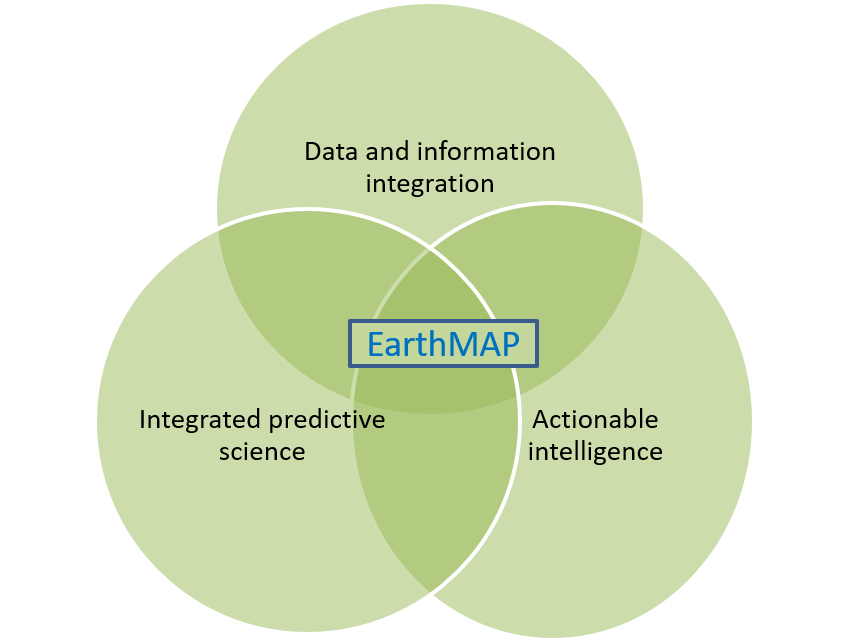 Data and information
integration
EarthMAP
Integrated predictive
science
Actionable
intelligence